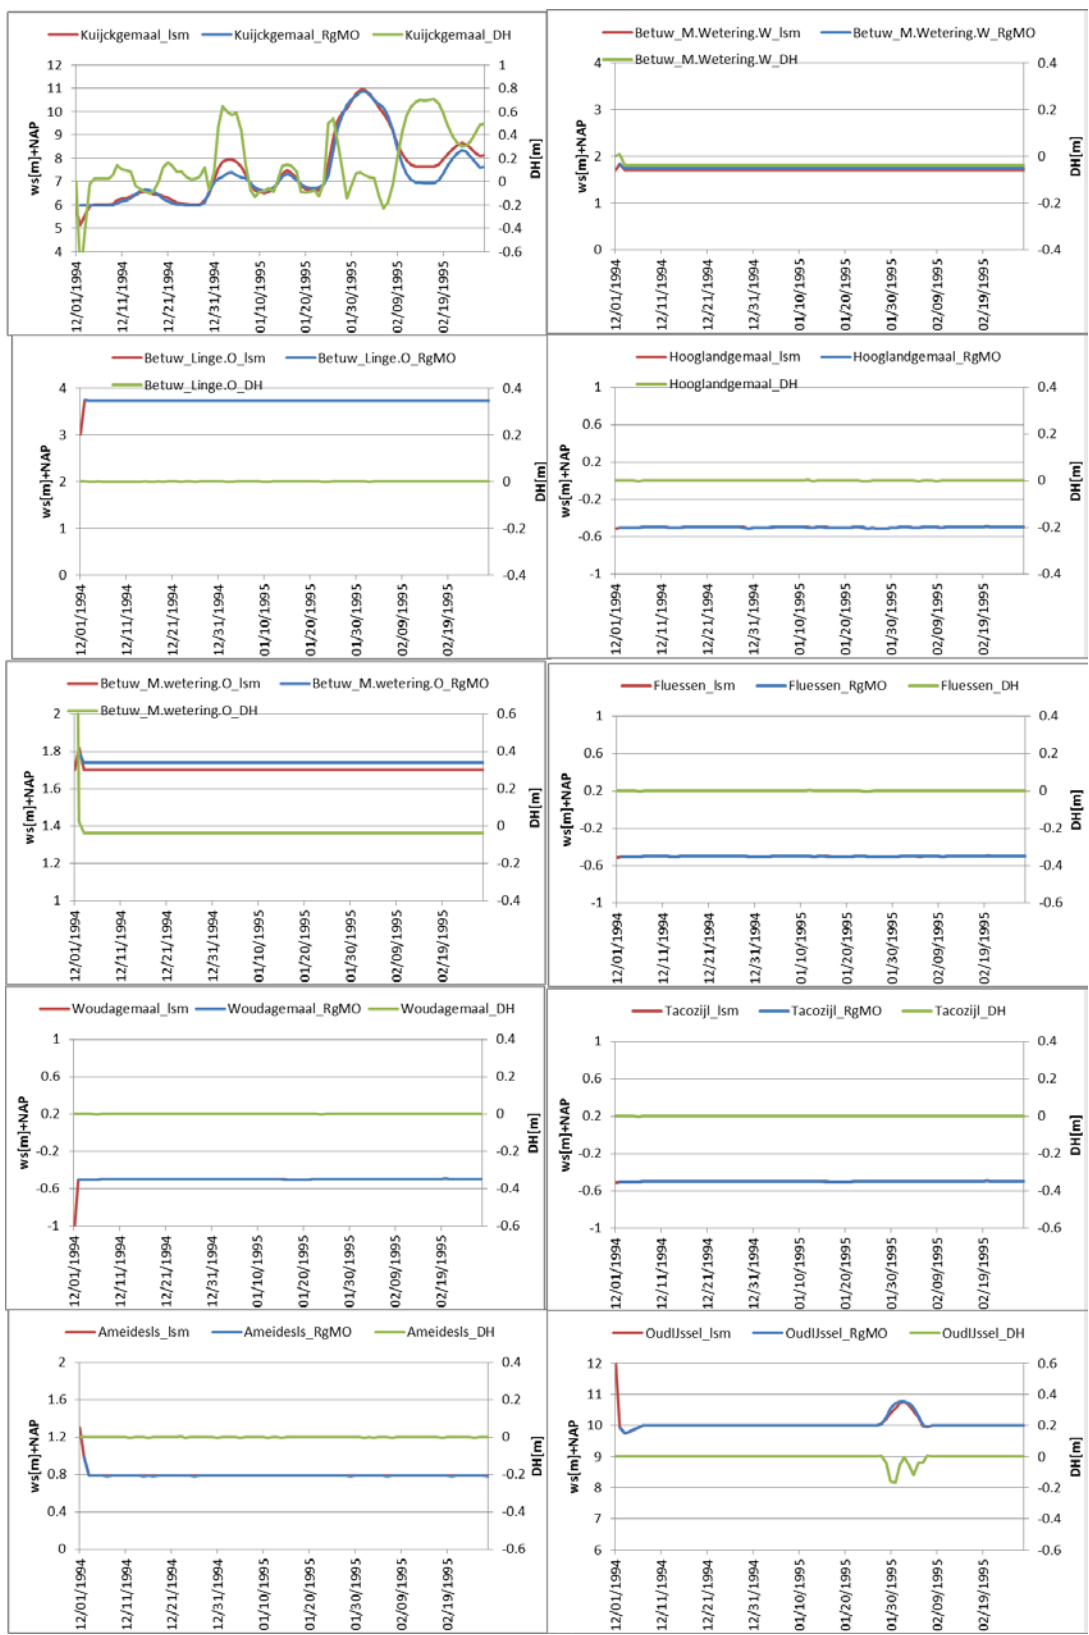 Kuijckgemaal_lsm Kuijckgemaal_RgMO Kuijckgemaal_DH
12 11 10 9 8 7 6 5 4
ws[m]+NAP
1 0.8 0.6 0.4 0.2 0 -0.2 -0.4 -0.6
DH[m]
12/01/1994 12/11/1994 12/21/1994 12/31/1994 01/10/1995 01/20/1995 01/30/1995 02/09/1995 02/19/1995
Betuw_M.Wetering.W_lsm Betuw_M.Wetering.W_RgMO
Betuw_M.Wetering.W_DH
4 3 2 1 0
ws[m]+NAP
0.4 0.2 0 -0.2 -0.4
DH[m]
12/01/1994 12/11/1994 12/21/1994 12/31/1994 01/10/1995 01/20/1995 01/30/1995 02/09/1995 02/19/1995
Betuw_Linge.O_lsm Betuw_Linge.O_RgMO
Betuw_Linge.O_DH
4 3 2 1 0
ws[m]+NAP
0.4 0.2 0 -0.2 -0.4
DH[m]
12/01/1994 12/11/1994 12/21/1994 12/31/1994 01/10/1995 01/20/1995 01/30/1995 02/09/1995 02/19/1995
Hooglandgemaal_lsm Hooglandgemaal_RgMO
Hooglandgemaal_DH
1 0.6 0.2 -0.2 -0.6 -1
ws[m]+NAP
0.4 0.2 0 -0.2 -0.4
DH[m]
12/01/1994 12/11/1994 12/21/1994 12/31/1994 01/10/1995 01/20/1995 01/30/1995 02/09/1995 02/19/1995
Betuw_M.wetering.O_lsm Betuw_M.wetering.O_RgMO
Betuw_M.wetering.O_DH
2 1.8 1.6 1.4 1.2 1
ws[m]+NAP
0.6 0.4 0.2 0 -0.2 -0.4
DH[m]
12/01/1994 12/11/1994 12/21/1994 12/31/1994 01/10/1995 01/20/1995 01/30/1995 02/09/1995 02/19/1995
Fluessen_lsm Fluessen_RgMO Fluessen_DH
1 0.6 0.2 -0.2 -0.6 -1
ws[m]+NAP
0.4 0.2 0 -0.2 -0.4 -0.6
DH[m]
12/01/1994 12/11/1994 12/21/1994 12/31/1994 01/10/1995 01/20/1995 01/30/1995 02/09/1995 02/19/1995
Woudagemaal_lsm Woudagemaal_RgMO Woudagemaal_DH
1 0.6 0.2 -0.2 -0.6 -1
ws[m]+NAP
0.4 0.2 0 -0.2 -0.4 -0.6
DH[m]
12/01/1994 12/11/1994 12/21/1994 12/31/1994 01/10/1995 01/20/1995 01/30/1995 02/09/1995 02/19/1995
Tacozijl_lsm Tacozijl_RgMO Tacozijl_DH
1 0.6 0.2 -0.2 -0.6 -1
ws[m]+NAP
0.4 0.2 0 -0.2 -0.4 -0.6
DH[m]
12/01/1994 12/11/1994 12/21/1994 12/31/1994 01/10/1995 01/20/1995 01/30/1995 02/09/1995 02/19/1995
Ameidesls_lsm Ameidesls_RgMO Ameidesls_DH
2 1.6 1.2 0.8 0.4 0
ws[m]+NAP
0.4 0.2 0 -0.2 -0.4 -0.6
DH[m]
12/01/1994 12/11/1994 12/21/1994 12/31/1994 01/10/1995 01/20/1995 01/30/1995 02/09/1995 02/19/1995
OudIJssel_lsm OudIJssel_RgMO OudIJssel_DH
12 11 10 9 8 7 6
ws[m]+NAP
0.6 0.4 0.2 0 -0.2 -0.4 -0.6
DH[m]
12/01/1994 12/11/1994 12/21/1994 12/31/1994 01/10/1995 01/20/1995 01/30/1995 02/09/1995 02/19/1995